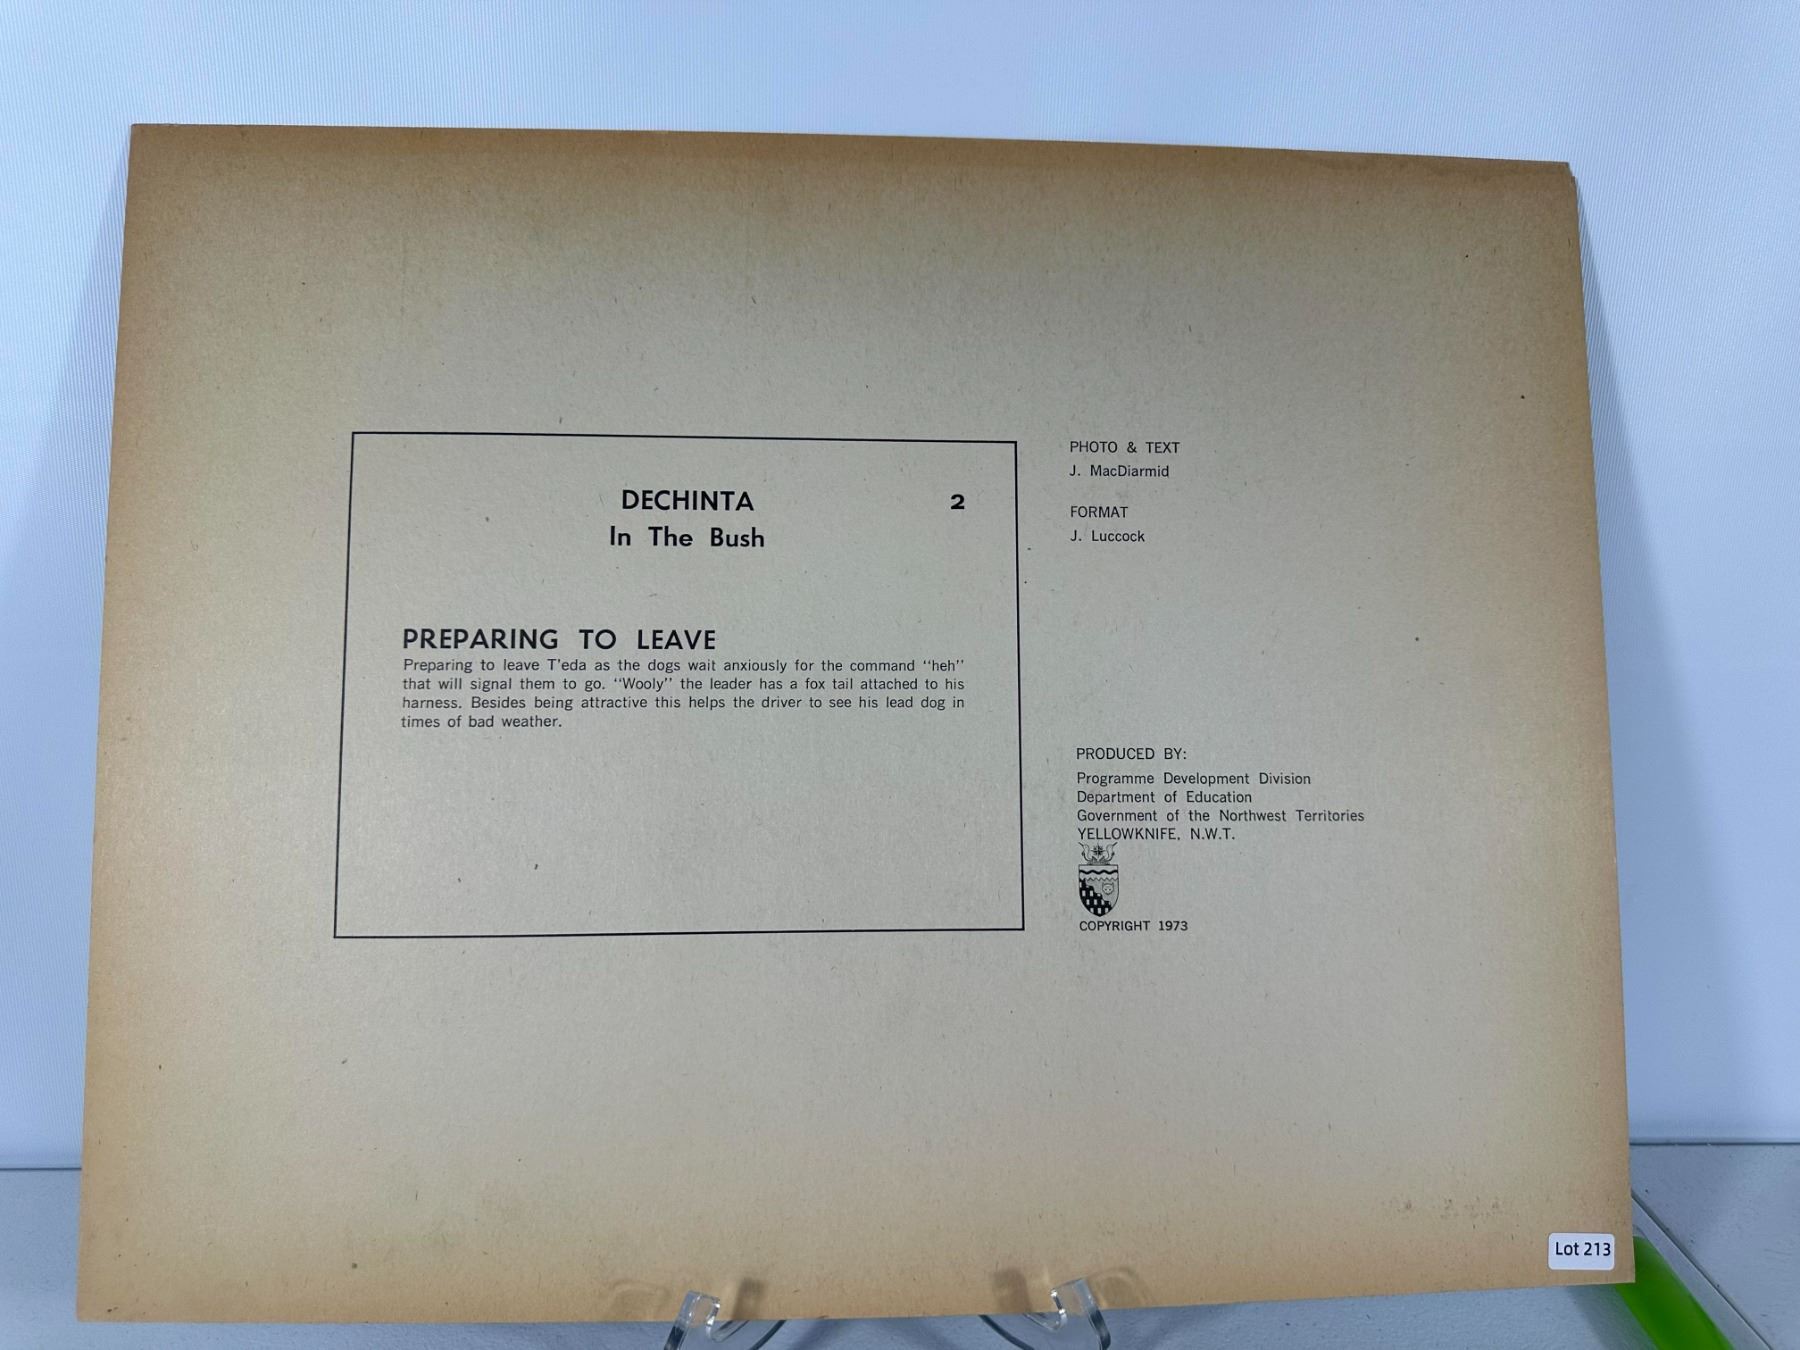 DECHINTA 2
In The Bush
PREPARING TO LEAVE
Preparing to leave T'eda as the dogs wait anxiously for the command "heh"
that will signal them to go. "Wooly" the leader has a fox tail attached to his
harness. Besides being attractive this helps the driver to see his lead dog in
times of bad weather.
PHOTO & TEXT
J. MacDiarmid
FORMAT
J. Luccock
PRODUCED BY:
Programme Development Division
Department of Education
Government of the Northwest Territories
YELLOWKNIFE, N.W.T.
COPYRIGHT 1973
Lot 213